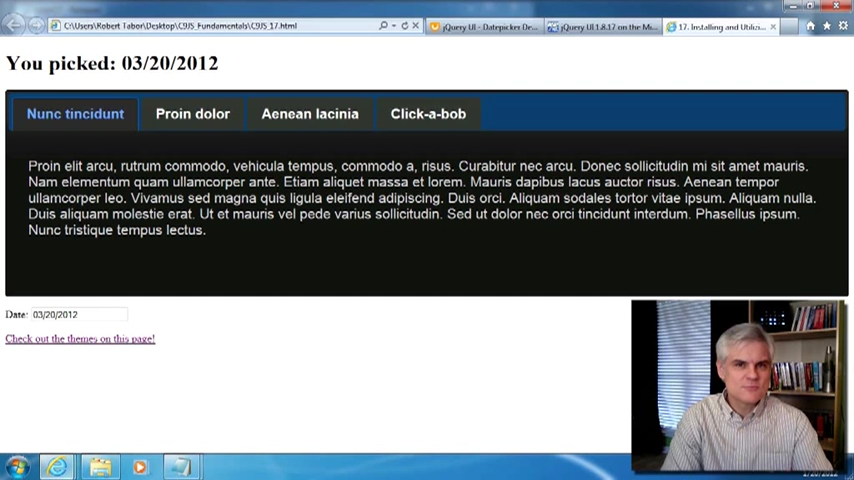 C:\Users\Robert Tabor\Desktop\C9JS_Fundamentals\C9JS_17.html
jQuery UI - Datepicker De...
jQuery UI 1.8.17 on the Mi...
17. Installing and Utilizi...
You picked: 03/20/2012
Nunc tincidunt
Proin dolor
Aenean lacinia
Click-a-bob
Proin elit arcu, rutrum commodo, vehicula tempus, commodo a, risus. Curabitur nec arcu. Donec sollicitudin mi sit amet mauris.
Nam elementum quam ullamcorper ante. Etiam aliquet massa et lorem. Mauris dapibus lacus auctor risus. Aenean tempor
ullamcorper leo. Vivamus sed magna quis ligula eleifend adipiscing. Duis orci. Aliquam sodales tortor vitae ipsum. Aliquam nulla.
Duis aliquam molestie erat. Ut et mauris vel pede varius sollicitudin. Sed ut dolor nec orci tincidunt interdum. Phasellus ipsum.
Nunc tristique tempus lectus.
Date: 03/20/2012
Check out the themes on this page!